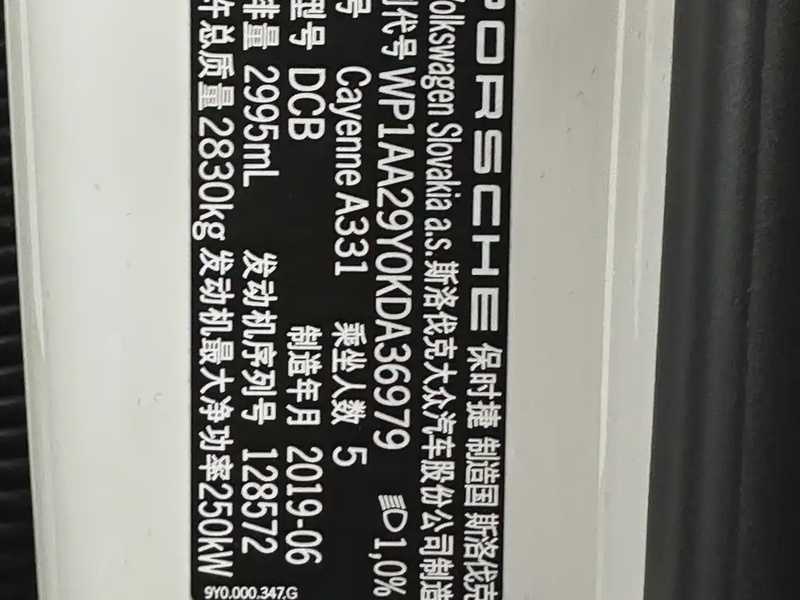 PORSCHE 保时捷 制造国 斯洛伐克
Volkswagen Slovakia a.s. 斯洛伐克大众汽车股份公司制造
代号 WP1AA29Y0KDA36979 1,0%
号 Cayenne A331 乘坐人数 5
型号 DCB 制造年月 2019-06
排量 2995mL 发动机序列号 128572
许总质量 2830kg 发动机最大净功率250kW
9Y0.000.347.G